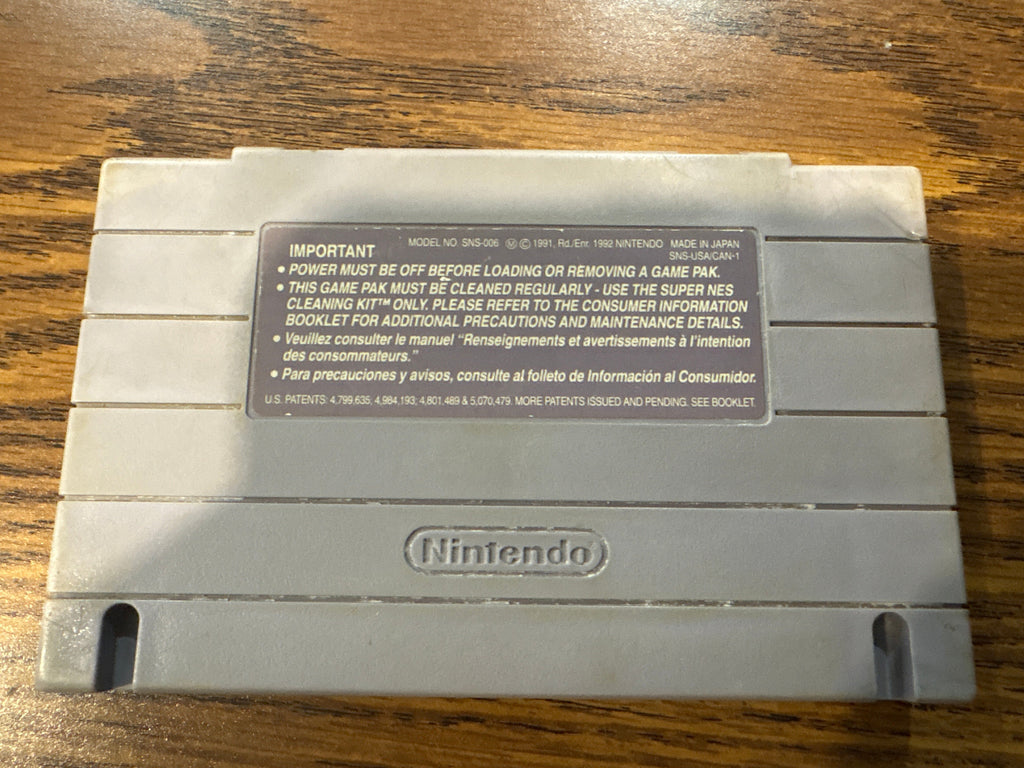 IMPORTANT MODEL NO. SNS-006 Ⓜ © 1991, Rd./Enr. 1992 NINTENDO MADE IN JAPAN
SNS-USA/CAN-1
• POWER MUST BE OFF BEFORE LOADING OR REMOVING A GAME PAK.
• THIS GAME PAK MUST BE CLEANED REGULARLY - USE THE SUPER NES
CLEANING KIT™ ONLY. PLEASE REFER TO THE CONSUMER INFORMATION
BOOKLET FOR ADDITIONAL PRECAUTIONS AND MAINTENANCE DETAILS.
• Veuillez consulter le manuel "Renseignements et avertissements à l'intention
des consommateurs."
• Para precauciones y avisos, consulte al folleto de Información al Consumidor.
U.S. PATENTS: 4,799,635; 4,984,193; 4,801,489 & 5,070,479. MORE PATENTS ISSUED AND PENDING. SEE BOOKLET.
Nintendo